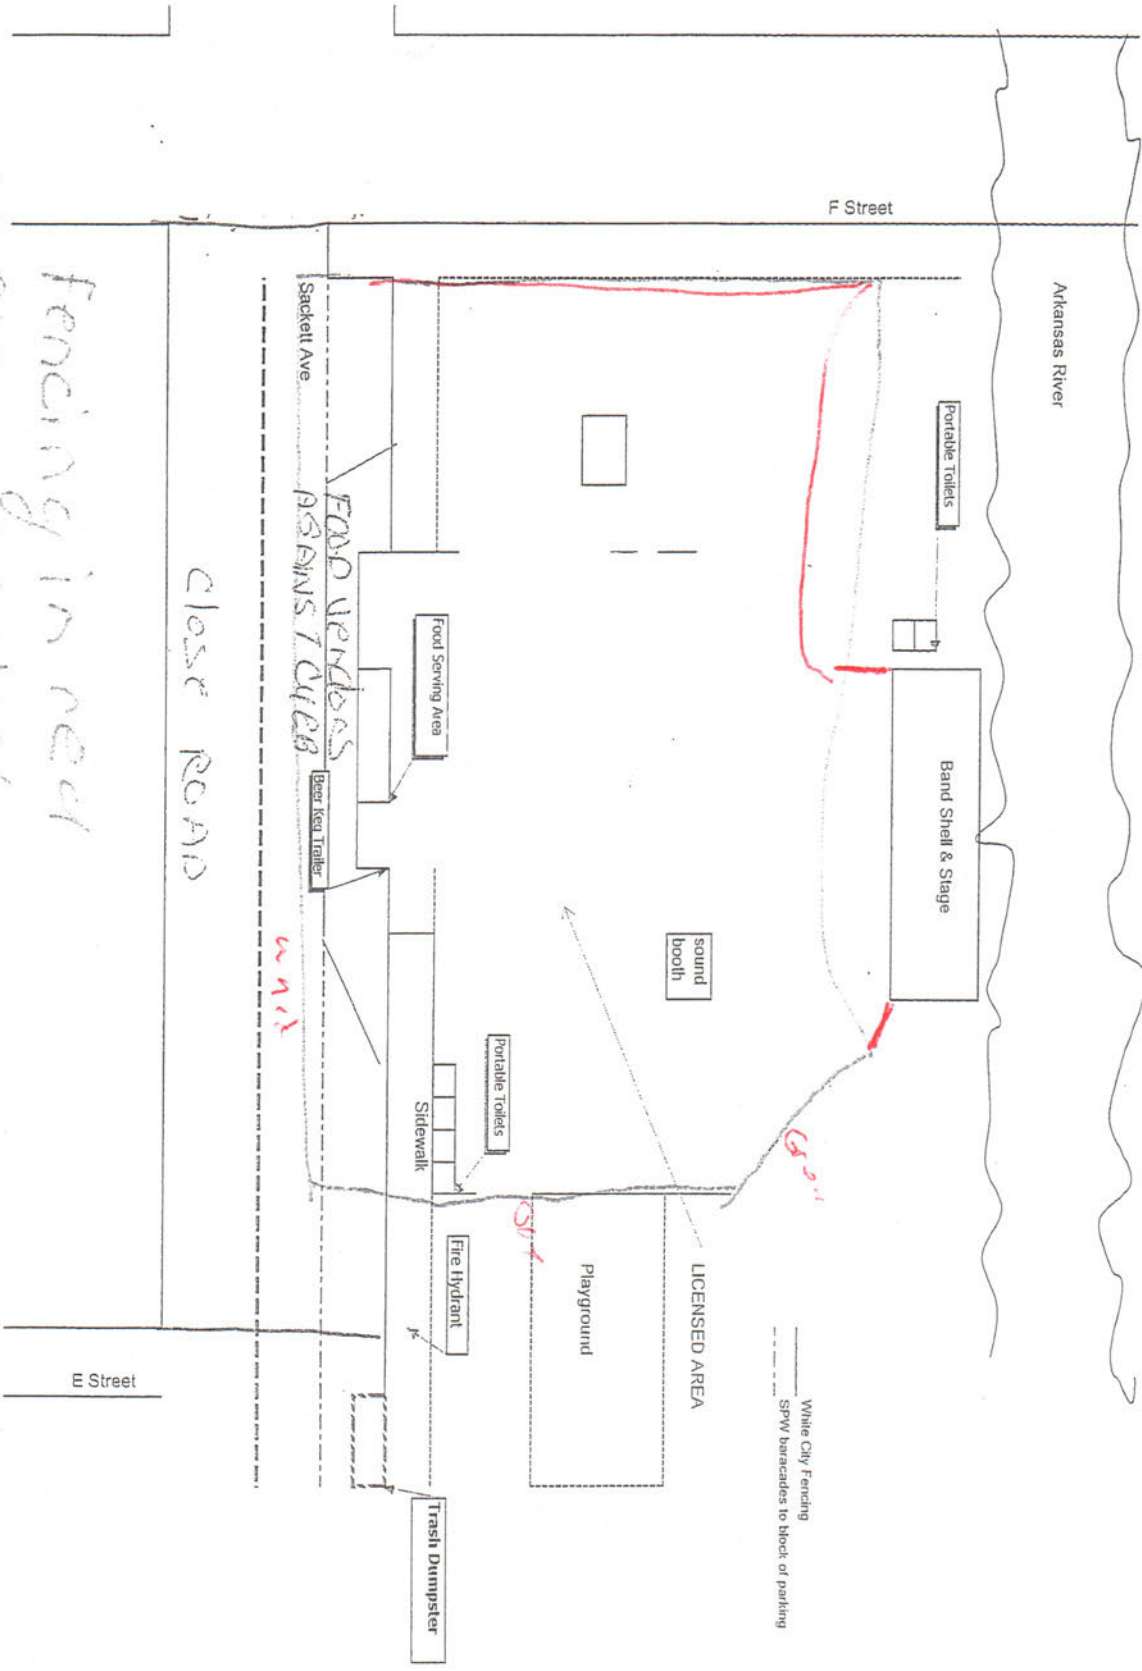 F Street
Arkansas River
Portable Toilets
Band Shell & Stage
White City Fencing
SPW baracades to block of parking
LICENSED AREA
sound
booth
Playground
Food Serving Area
Portable Toilets
Sidewalk
Fire Hydrant
Trash Dumpster
Sackett Ave
FOOD VENDORS
AGAINST CURB
Beer Keg Trailer
Close ROAD
E Street
Fencing in red